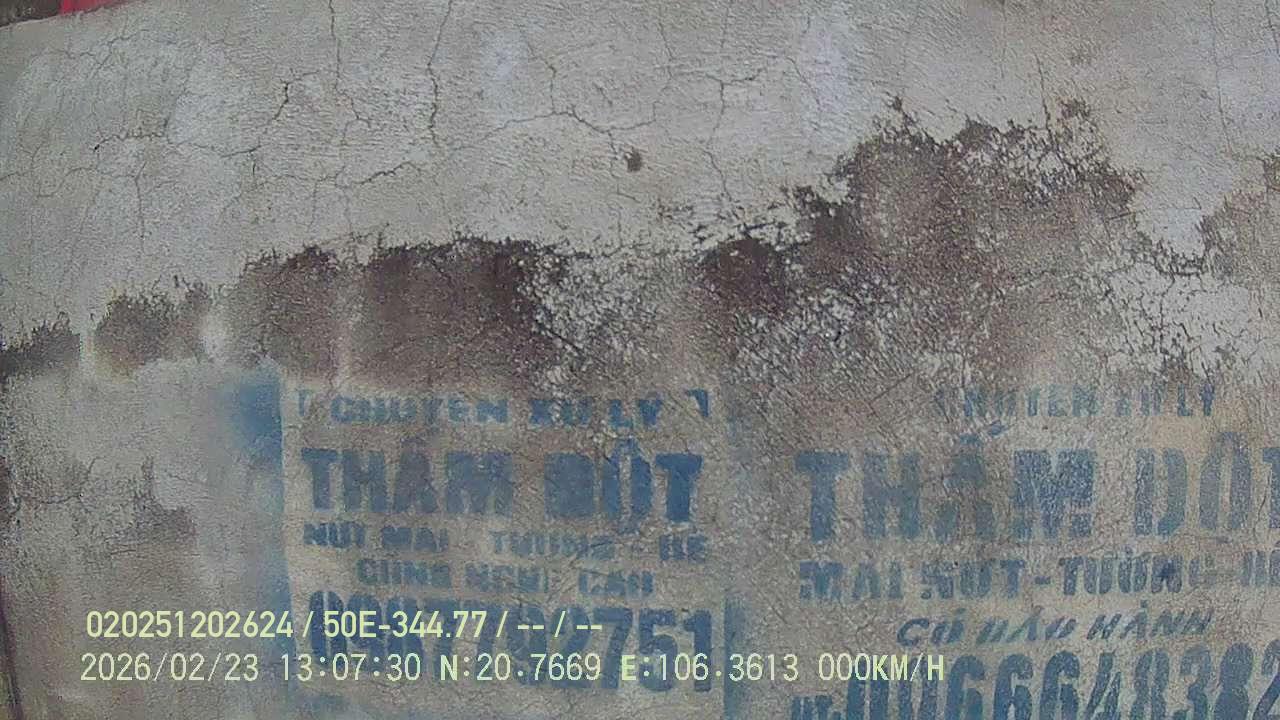 CHUYÊN XỬ LÝ
THẤM DỘT
NỨT MÁI - TƯỜNG - BỂ
CÔNG NGHỆ CAO
CHUYÊN XỬ LÝ
THẤM DỘT
MÁI NỨT-TƯỜNG
CÓ BẢO HÀNH
020251202624 / 50E-344.77 / -- / --
2026/02/23 13:07:30 N:20.7669 E:106.3613 000KM/H